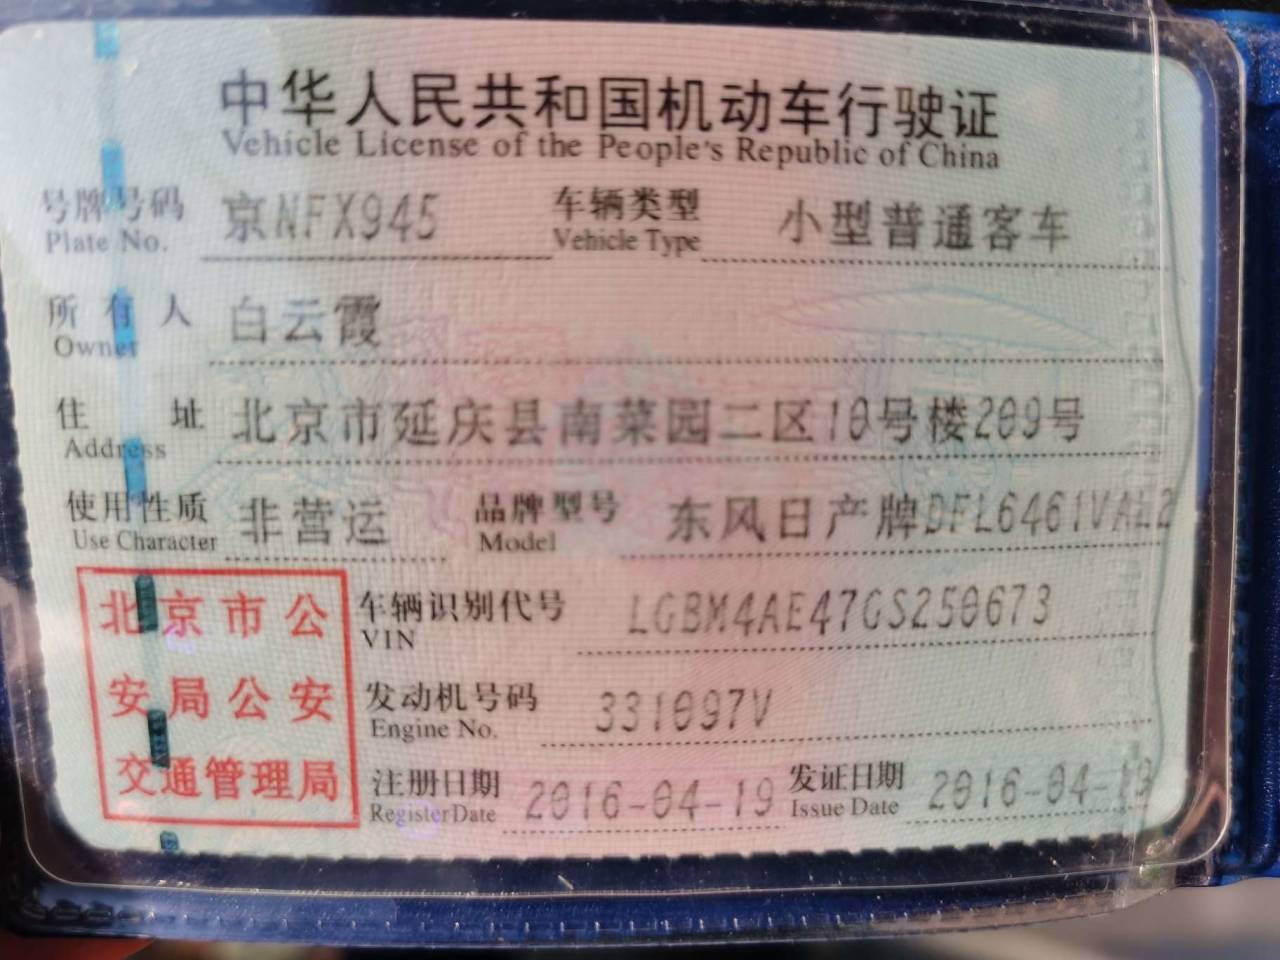 中华人民共和国机动车行驶证
Vehicle License of the People's Republic of China
号牌号码 京NFX945 车辆类型 小型普通客车
Plate No. Vehicle Type
所有人 白云霞
Owner
住址 北京市延庆县南菜园二区10号楼209号
Address
使用性质 非营运 品牌型号 东风日产牌DFL6461VAL2
Use Character Model
北京市公
安局公安
交通管理局
车辆识别代号 LGBM4AE47GS250673
VIN
发动机号码 331097V
Engine No.
注册日期 2016-04-19 发证日期 2016-04-19
Register Date Issue Date